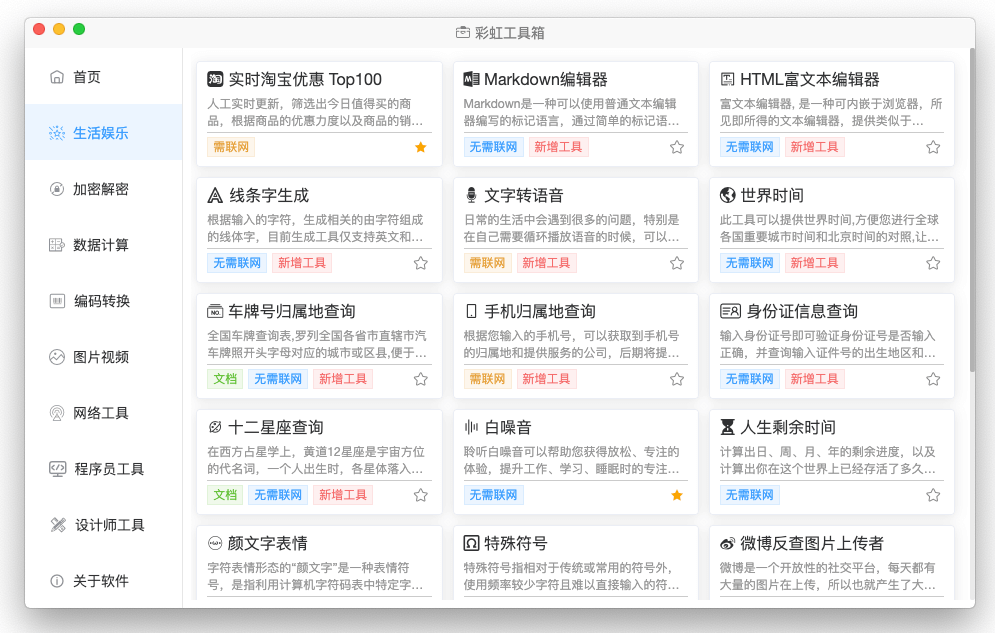 彩虹工具箱
首页
生活娱乐
加密解密
数据计算
编码转换
图片视频
网络工具
程序员工具
设计师工具
关于软件
淘 实时淘宝优惠 Top100
人工实时更新，筛选出今日值得买的商
品，根据商品的优惠力度以及商品的销...
需联网
Markdown编辑器
Markdown是一种可以使用普通文本编辑
器编写的标记语言，通过简单的标记语...
无需联网 新增工具
HTML富文本编辑器
富文本编辑器, 是一种可内嵌于浏览器，所
见即所得的文本编辑器，提供类似于...
无需联网 新增工具
线条字生成
根据输入的字符，生成相关的由字符组成
的线体字，目前生成工具仅支持英文和...
无需联网 新增工具
文字转语音
日常的生活中会遇到很多的问题，特别是
在自己需要循环播放语音的时候，可以...
需联网 新增工具
世界时间
此工具可以提供世界时间,方便您进行全球
各国重要城市时间和北京时间的对照,让...
无需联网 新增工具
NO. 车牌号归属地查询
全国车牌查询表,罗列全国各省市直辖市汽
车牌照开头字母对应的城市或区县,便于...
文档 无需联网 新增工具
手机归属地查询
根据您输入的手机号，可以获取到手机号
的归属地和提供服务的公司，后期将提...
需联网 新增工具
身份证信息查询
输入身份证号即可验证身份证号是否输入
正确，并查询输入证件号的出生地区和...
无需联网 新增工具
十二星座查询
在西方占星学上，黄道12星座是宇宙方位
的代名词，一个人出生时，各星体落入...
文档 无需联网 新增工具
白噪音
聆听白噪音可以帮助您获得放松、专注的
体验，提升工作、学习、睡眠时的专注...
无需联网
人生剩余时间
计算出日、周、月、年的剩余进度，以及
计算出你在这个世界上已经存活了多久...
无需联网
颜文字表情
字符表情形态的“颜文字”是一种表情符
号，是指利用计算机字符码表中特定字...
特殊符号
特殊符号指相对于传统或常用的符号外，
使用频率较少字符且难以直接输入的符...
微博反查图片上传者
微博是一个开放性的社交平台，每天都有
大量的图片在上传，所以也就产生了大...